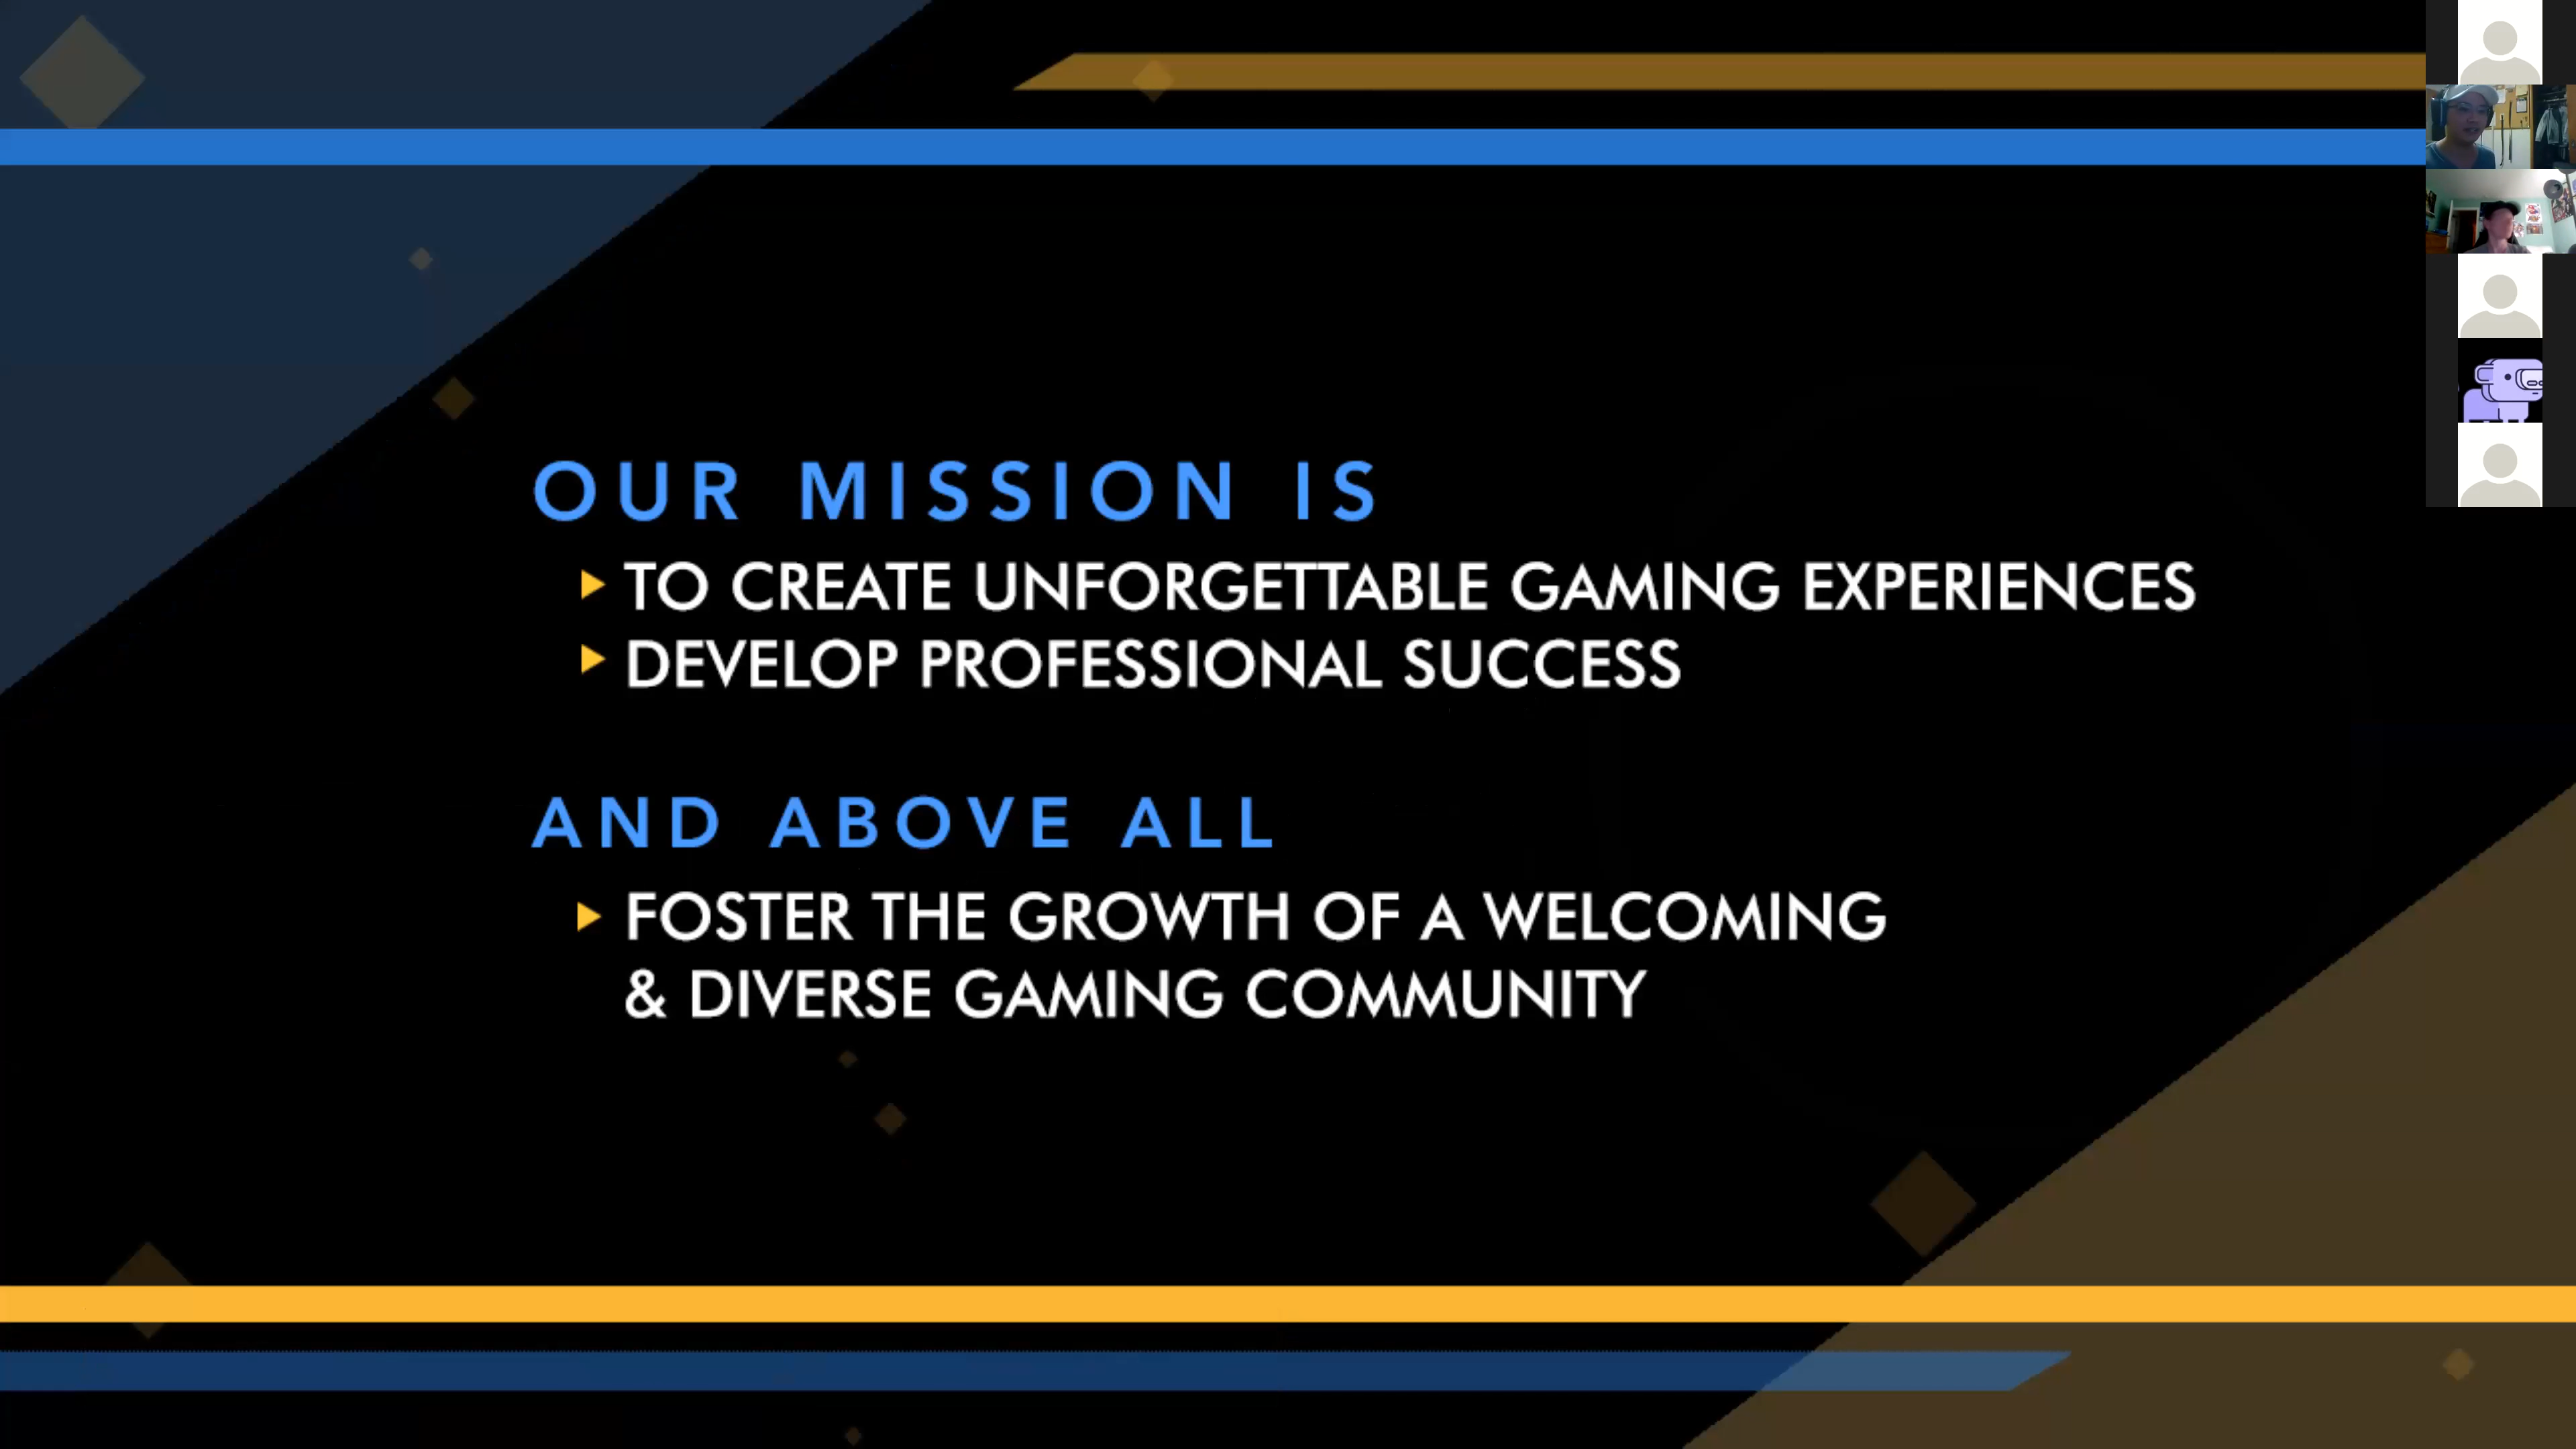 OUR MISSION IS
TO CREATE UNFORGETTABLE GAMING EXPERIENCES
DEVELOP PROFESSIONAL SUCCESS
AND ABOVE ALL
FOSTER THE GROWTH OF A WELCOMING
& DIVERSE GAMING COMMUNITY